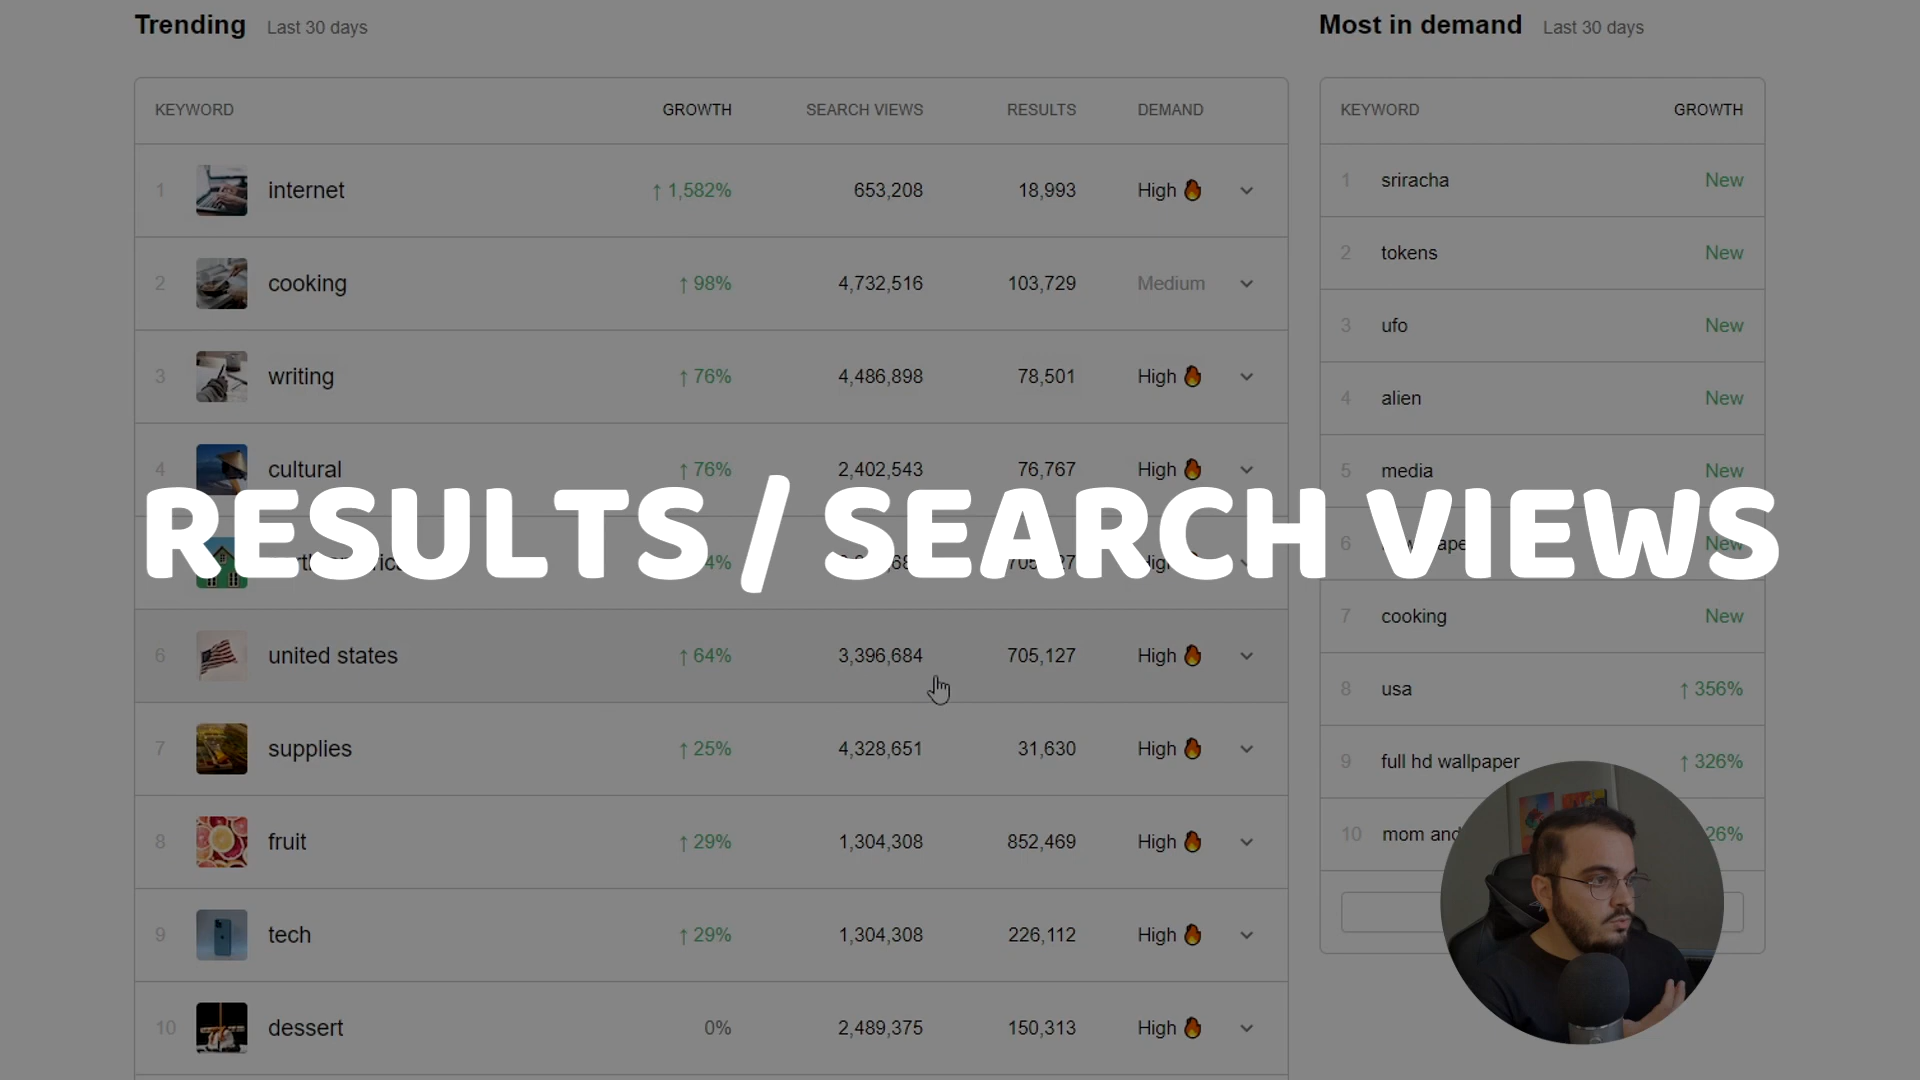 Trending Last 30 days
KEYWORD GROWTH SEARCH VIEWS RESULTS DEMAND
1 internet ↑ 1,582% 653,208 18,993 High
2 cooking ↑ 98% 4,732,516 103,729 Medium
3 writing ↑ 76% 4,486,898 78,501 High
4 cultural ↑ 76% 2,402,543 76,767 High
RESULTS / SEARCH VIEWS
6 united states ↑ 64% 3,396,684 705,127 High
7 supplies ↑ 25% 4,328,651 31,630 High
8 fruit ↑ 29% 1,304,308 852,469 High
9 tech ↑ 29% 1,304,308 226,112 High
10 dessert 0% 2,489,375 150,313 High
Most in demand Last 30 days
KEYWORD GROWTH
1 sriracha New
2 tokens New
3 ufo New
4 alien New
5 media New
6 New
7 cooking New
8 usa ↑ 356%
9 full hd wallpaper ↑ 326%
10 mom and